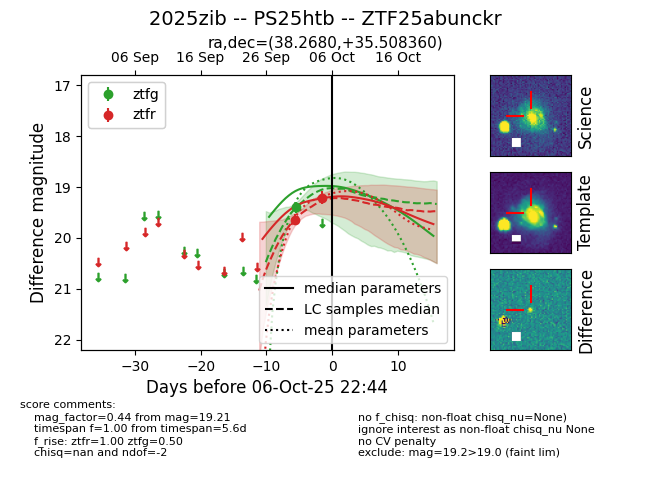 2025zib -- PS25htb -- ZTF25abunckr
ra,dec=(38.2680,+35.508360)
06 Sep 16 Sep 26 Sep 06 Oct 16 Oct
17
18
19
20
21
22
Difference magnitude
ztfg
ztfr
median parameters
LC samples median
mean parameters
−30 −20 −10 0 10
Days before 06-Oct-25 22:44
Science
Template
Difference
score comments:
mag_factor=0.44 from mag=19.21
timespan f=1.00 from timespan=5.6d
f_rise: ztfr=1.00 ztfg=0.50
chisq=nan and ndof=-2
no f_chisq: non-float chisq_nu=None)
ignore interest as non-float chisq_nu None
no CV penalty
exclude: mag=19.2>19.0 (faint lim)